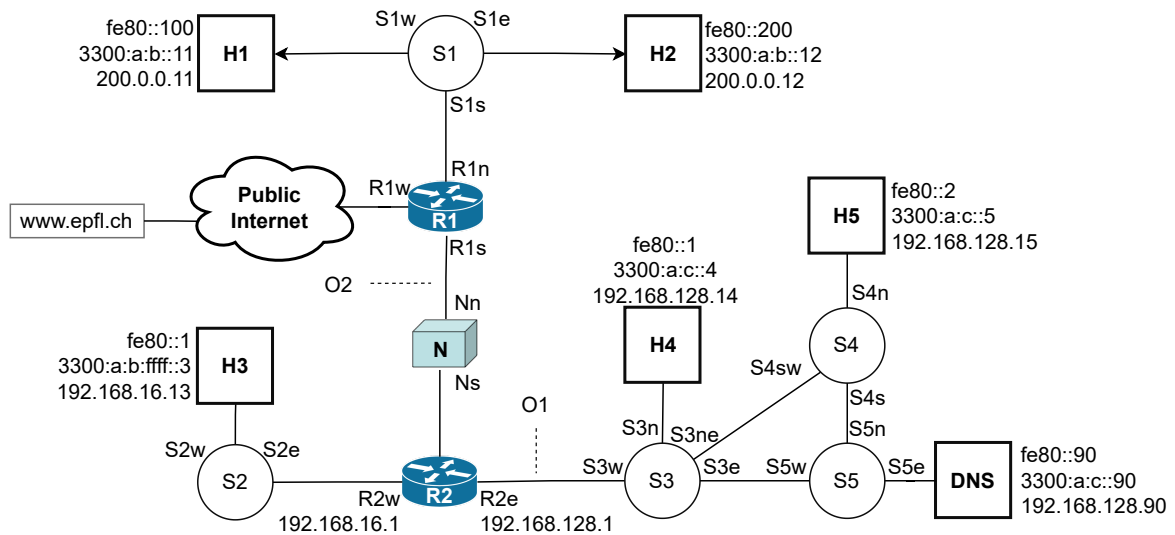 S1w
S1e
fe80::100
3300:a:b::11
200.0.0.11
H1
S1
H2
fe80::200
3300:a:b::12
200.0.0.12
S1s
R1n
R1w
R1
R1s
Public
Internet
www.epfl.ch
O2
Nn
N
Ns
fe80::1
3300:a:b:ffff::3
192.168.16.13
H3
S2w
S2e
S2
R2w
192.168.16.1
R2
R2e
192.168.128.1
O1
fe80::1
3300:a:c::4
192.168.128.14
H4
S3n
S3ne
S3w
S3
S3e
H5
fe80::2
3300:a:c::5
192.168.128.15
S4n
S4
S4sw
S4s
S5n
S5w
S5
S5e
DNS
fe80::90
3300:a:c::90
192.168.128.90